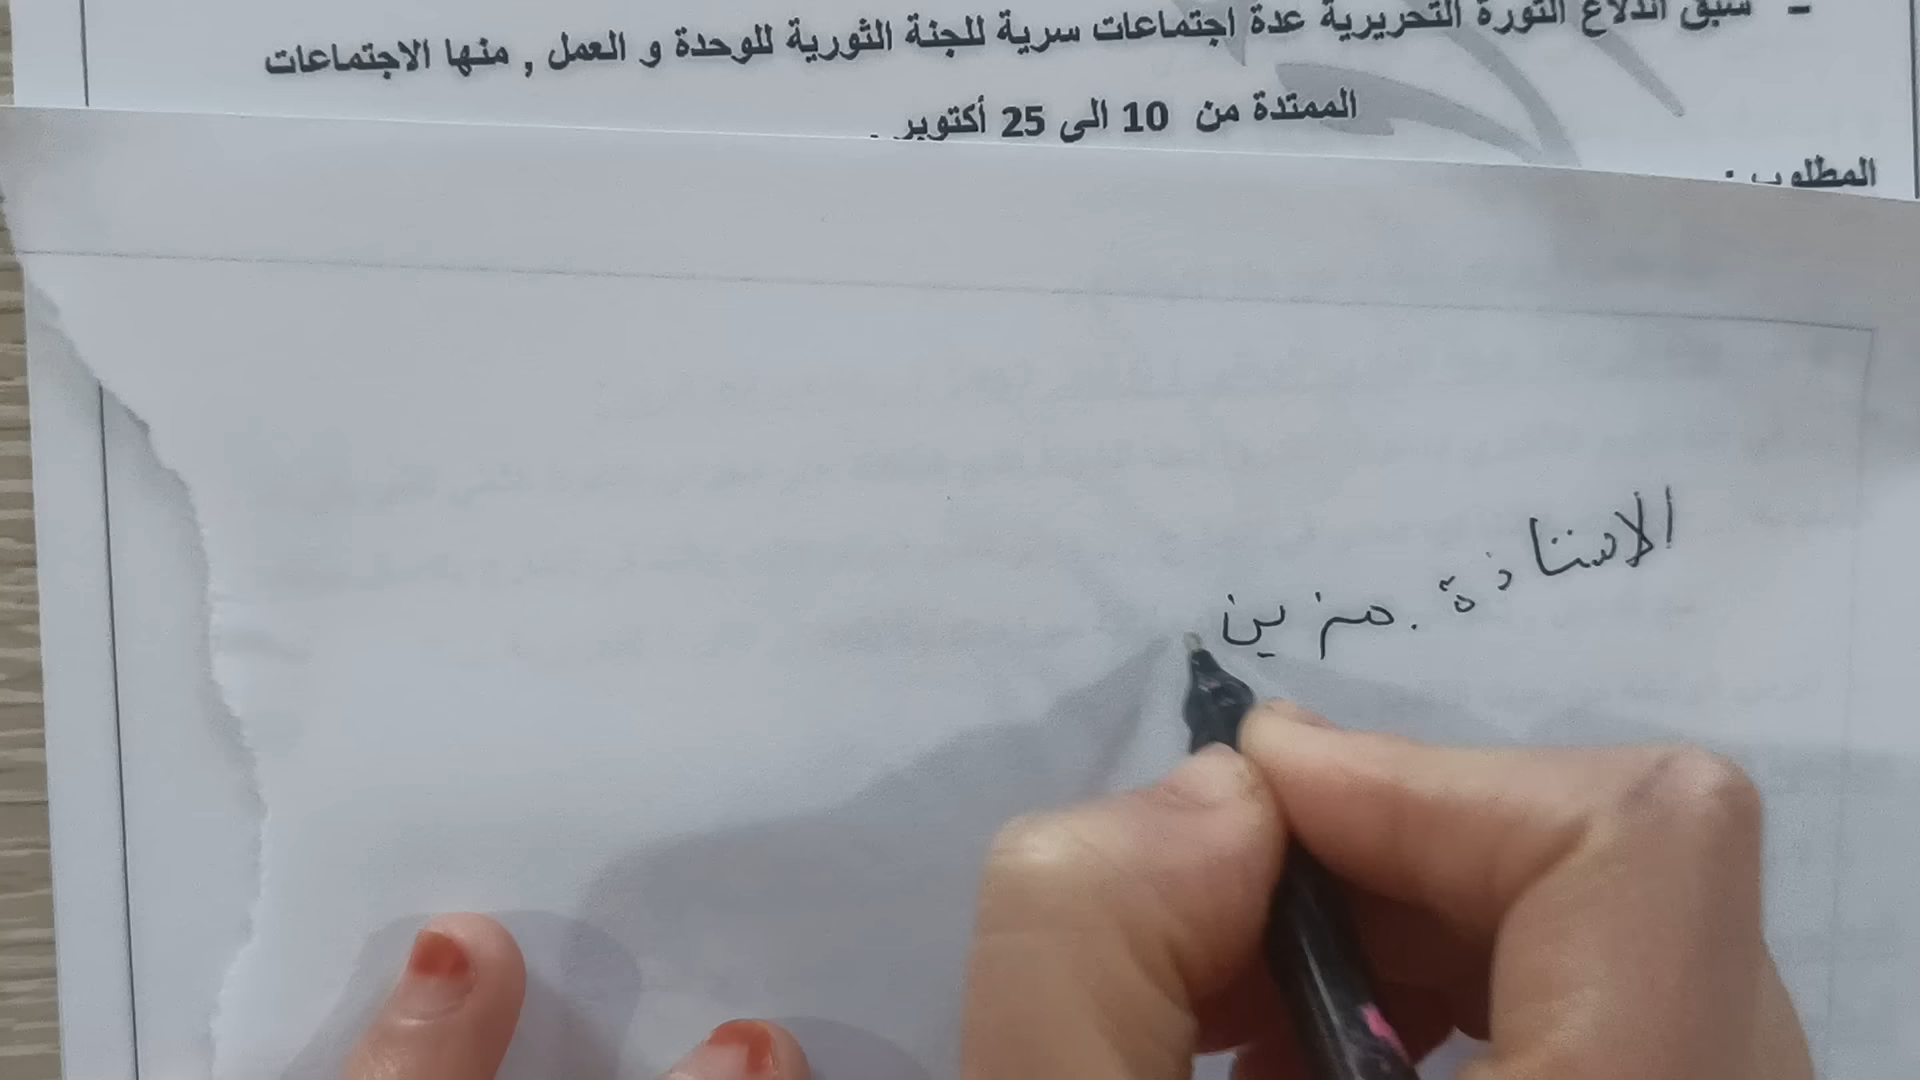 - سبق اندلاع الثورة التحريرية عدة اجتماعات سرية للجنة الثورية للوحدة و العمل , منها الاجتماعات
الممتدة من 10 الى 25 أكتوبر .
المطلوب :
الاستاذة . مزين